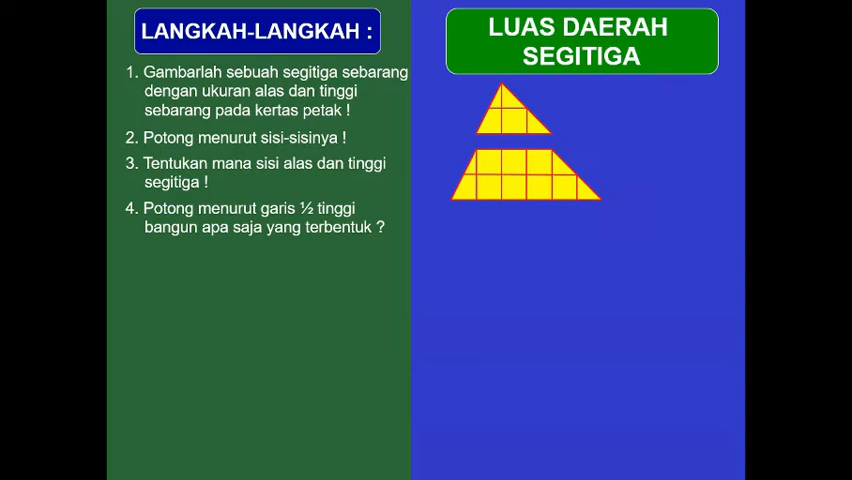 LANGKAH-LANGKAH :
1. Gambarlah sebuah segitiga sebarang
dengan ukuran alas dan tinggi
sebarang pada kertas petak !
2. Potong menurut sisi-sisinya !
3. Tentukan mana sisi alas dan tinggi
segitiga !
4. Potong menurut garis ½ tinggi
bangun apa saja yang terbentuk ?
LUAS DAERAH
SEGITIGA